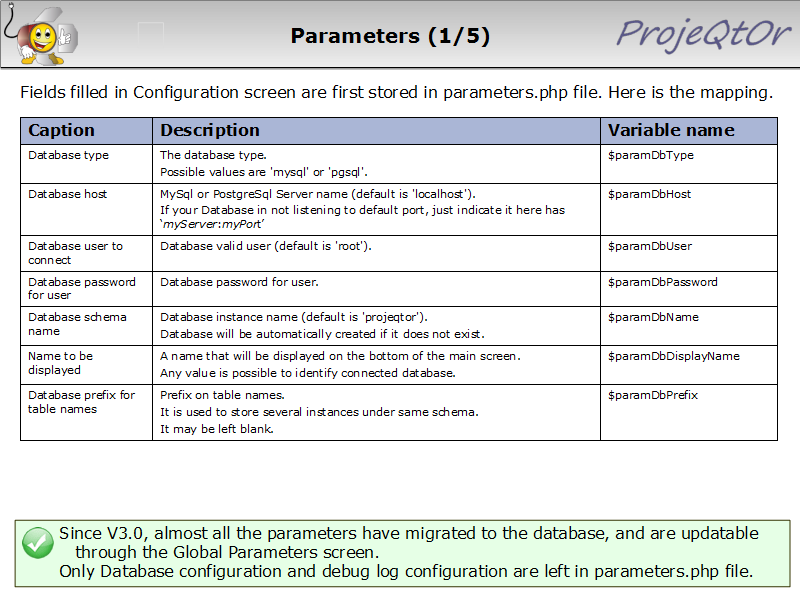 Parameters (1/5)
ProjeQtOr
Fields filled in Configuration screen are first stored in parameters.php file. Here is the mapping.
Caption Description Variable name
Database type The database type. $paramDbType
Possible values are 'mysql' or 'pgsql'.
Database host MySql or PostgreSql Server name (default is 'localhost'). $paramDbHost
If your Database in not listening to default port, just indicate it here has
‘myServer:myPort’
Database user to Database valid user (default is 'root'). $paramDbUser
connect
Database password Database password for user. $paramDbPassword
for user
Database schema Database instance name (default is 'projeqtor'). $paramDbName
name Database will be automatically created if it does not exist.
Name to be A name that will be displayed on the bottom of the main screen. $paramDbDisplayName
displayed Any value is possible to identify connected database.
Database prefix for Prefix on table names. $paramDbPrefix
table names It is used to store several instances under same schema.
It may be left blank.
Since V3.0, almost all the parameters have migrated to the database, and are updatable
through the Global Parameters screen.
Only Database configuration and debug log configuration are left in parameters.php file.